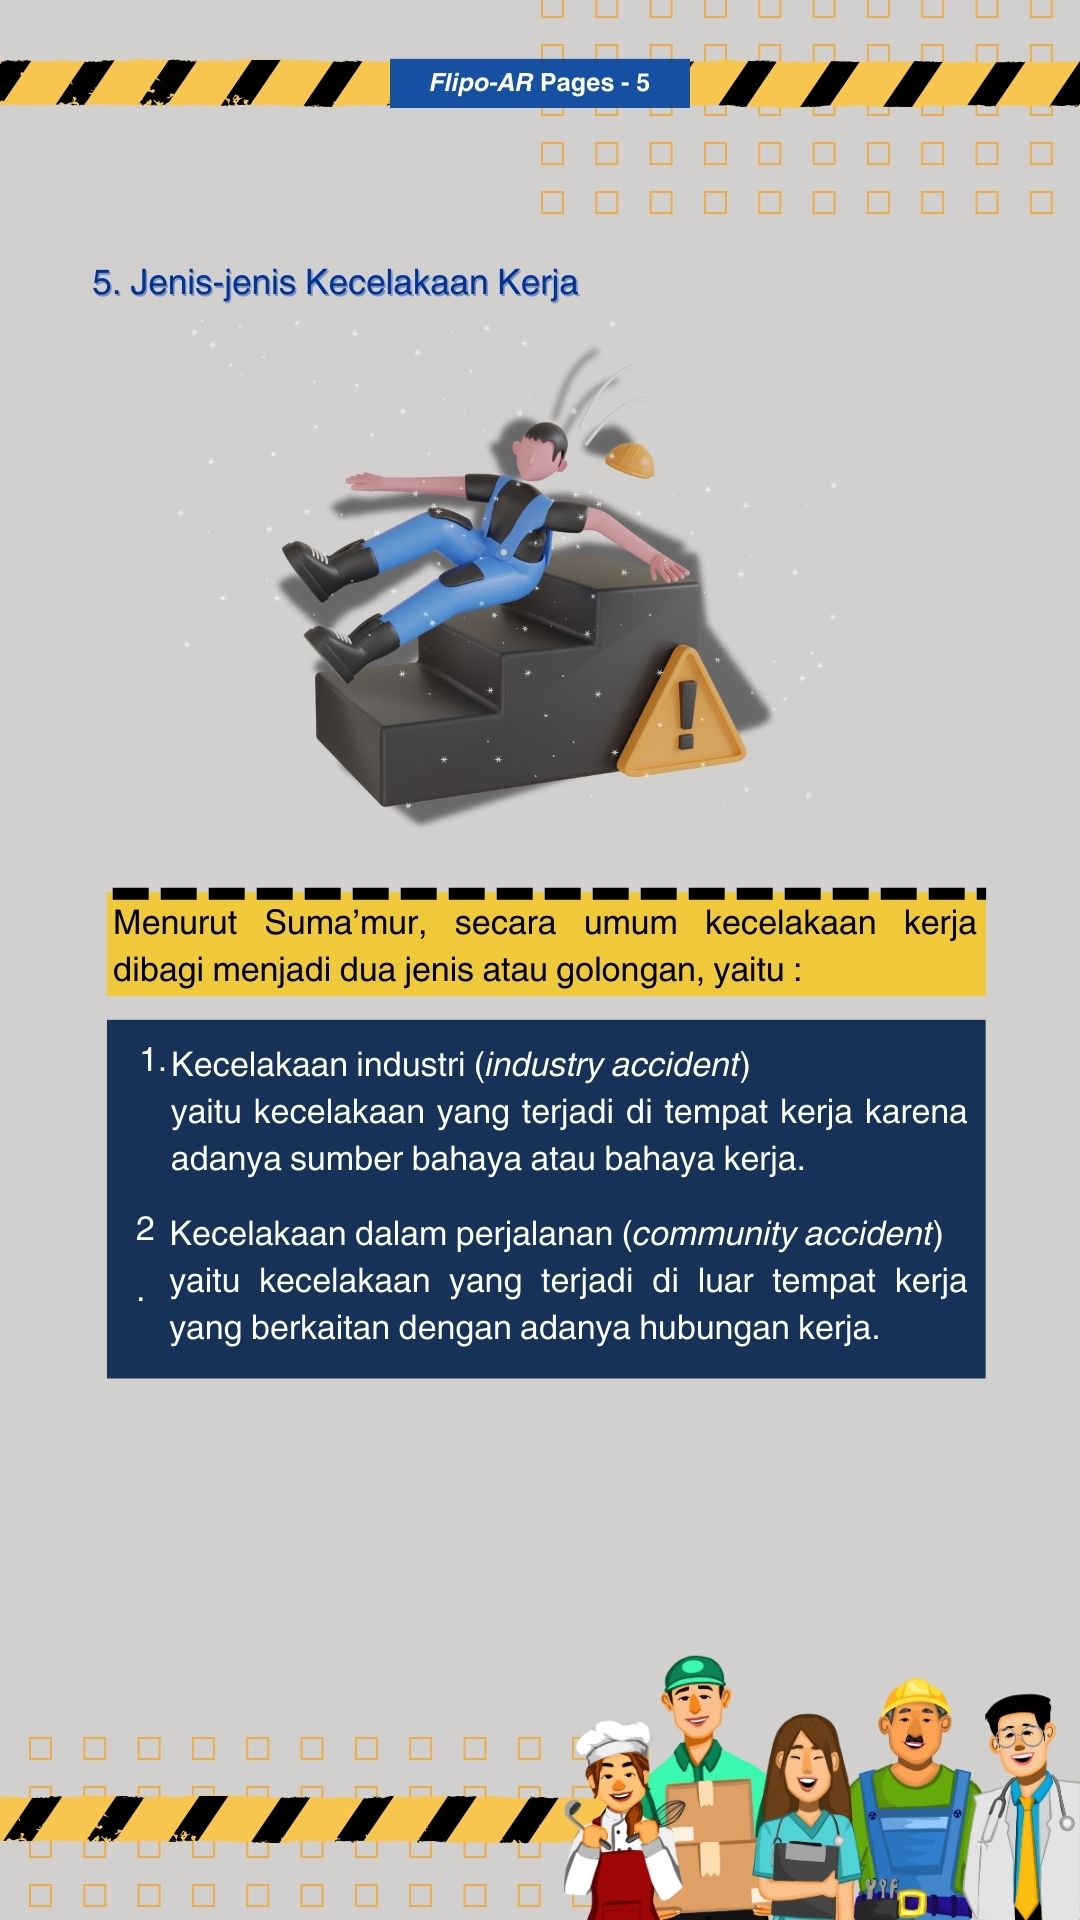 Flipo-AR Pages - 5
5. Jenis-jenis Kecelakaan Kerja
Menurut Suma’mur, secara umum kecelakaan kerja
dibagi menjadi dua jenis atau golongan, yaitu :
1. Kecelakaan industri (industry accident)
yaitu kecelakaan yang terjadi di tempat kerja karena
adanya sumber bahaya atau bahaya kerja.
2. Kecelakaan dalam perjalanan (community accident)
yaitu kecelakaan yang terjadi di luar tempat kerja
yang berkaitan dengan adanya hubungan kerja.